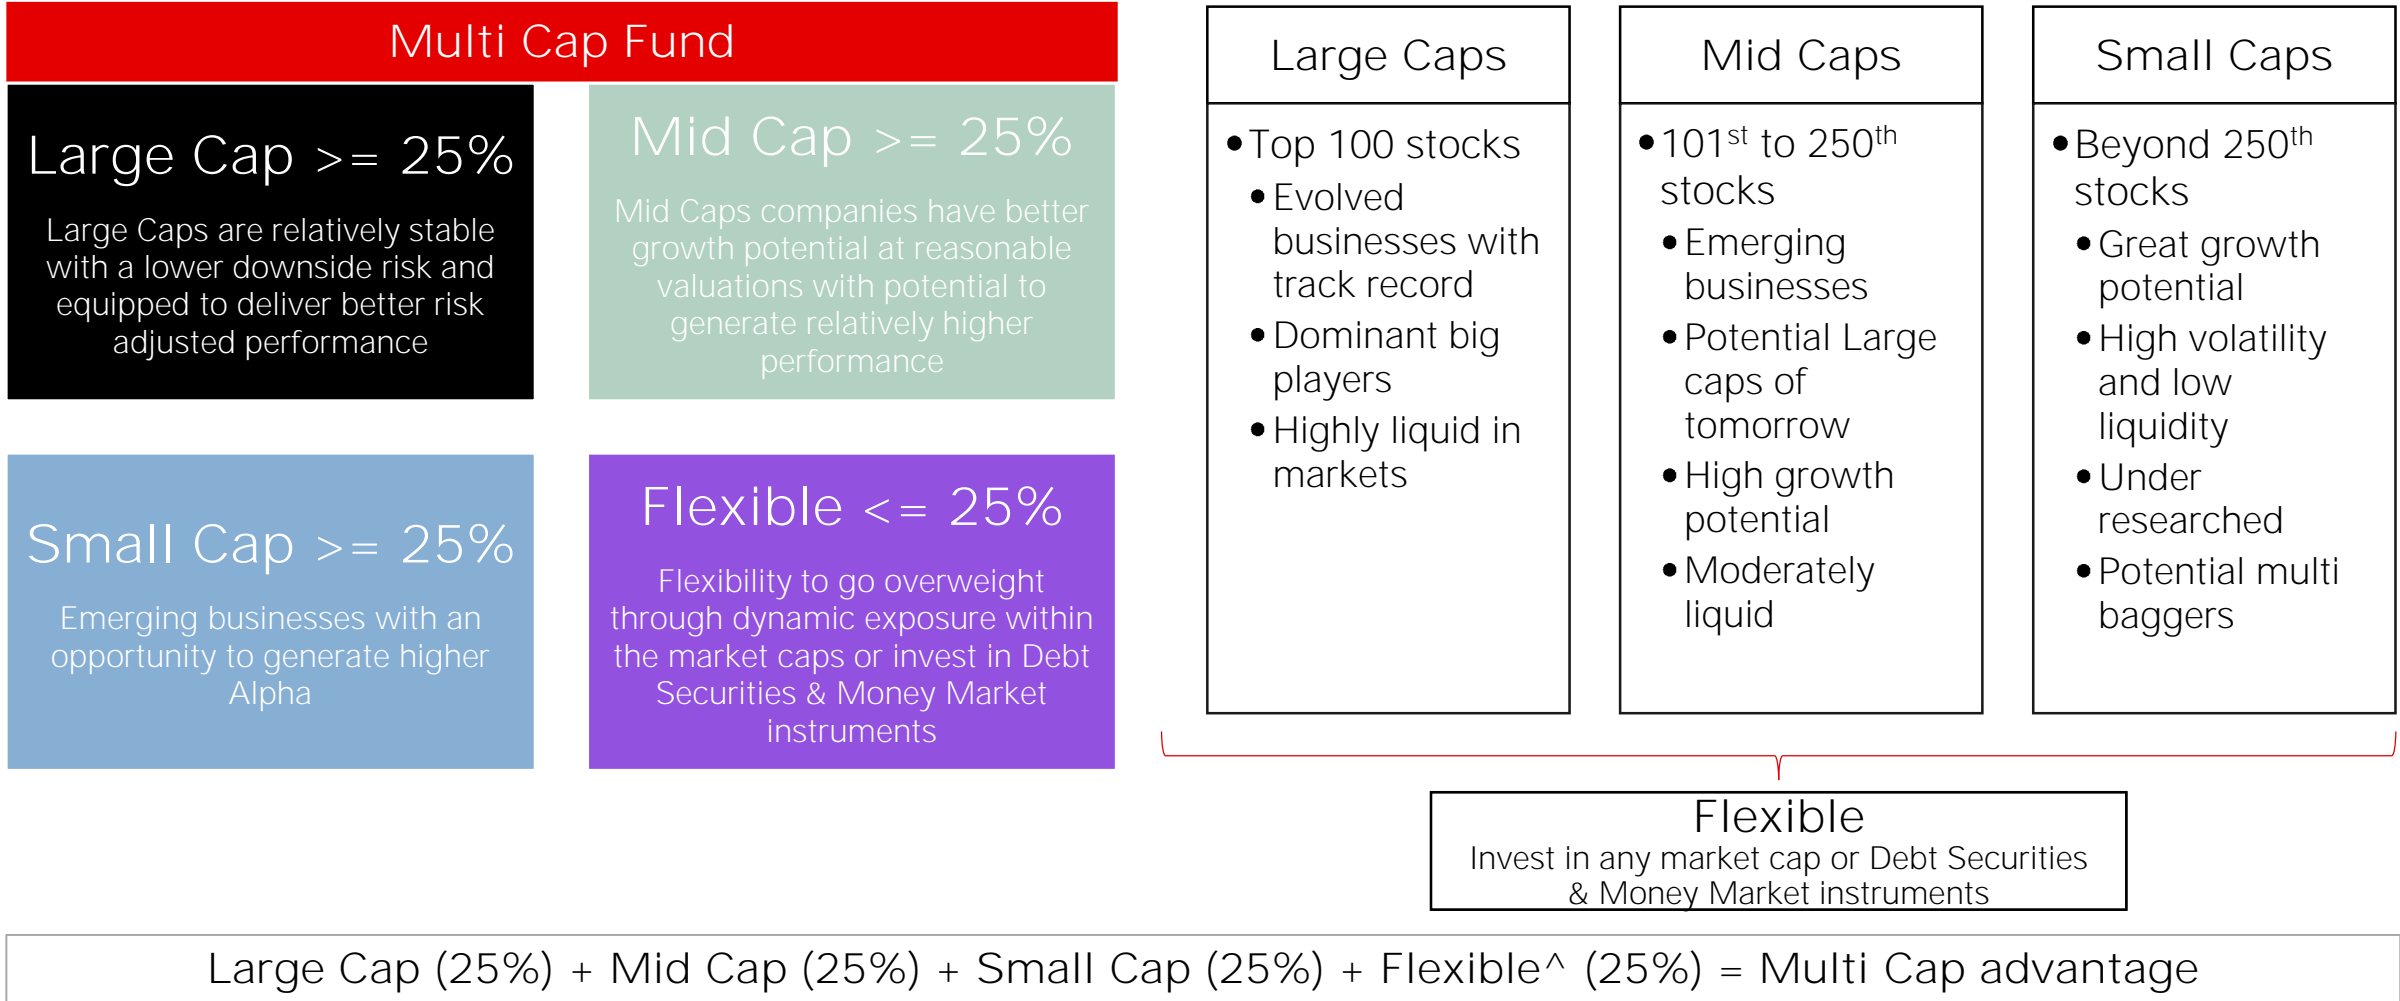 Multi Cap Fund
Large Cap >= 25%
Large Caps are relatively stable
with a lower downside risk and
equipped to deliver better risk
adjusted performance
Mid Cap >= 25%
Mid Caps companies have better
growth potential at reasonable
valuations with potential to
generate relatively higher
performance
Small Cap >= 25%
Emerging businesses with an
opportunity to generate higher
Alpha
Flexible <= 25%
Flexibility to go overweight
through dynamic exposure within
the market caps or invest in Debt
Securities & Money Market
instruments
Large Caps
• Top 100 stocks
• Evolved
businesses with
track record
• Dominant big
players
• Highly liquid in
markets
Mid Caps
• 101st to 250th
stocks
• Emerging
businesses
• Potential Large
caps of
tomorrow
• High growth
potential
• Moderately
liquid
Small Caps
• Beyond 250th
stocks
• Great growth
potential
• High volatility
and low
liquidity
• Under
researched
• Potential multi
baggers
Flexible
Invest in any market cap or Debt Securities
& Money Market instruments
Large Cap (25%) + Mid Cap (25%) + Small Cap (25%) + Flexible^ (25%) = Multi Cap advantage